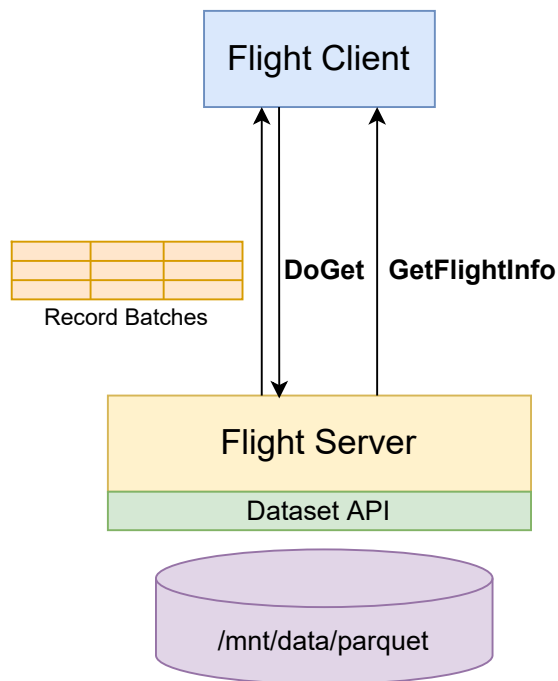 Flight Client
DoGet
GetFlightInfo
Record Batches
Flight Server
Dataset API
/mnt/data/parquet